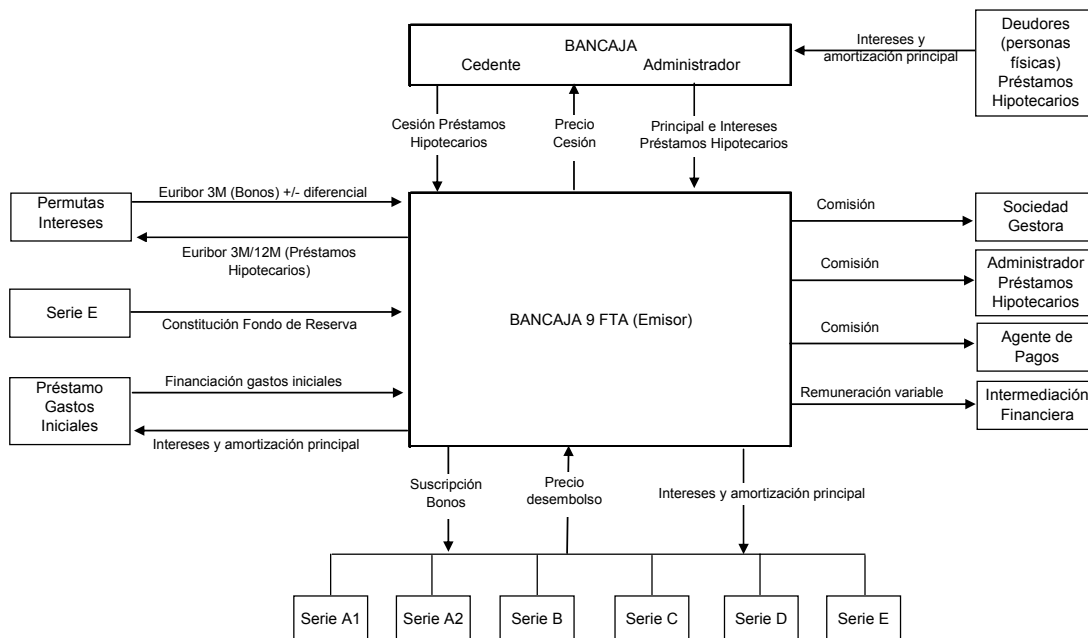 BANCAJA
Cedente
Administrador
Intereses y
amortización principal
Deudores
(personas
físicas)
Préstamos
Hipotecarios
Cesión Préstamos
Hipotecarios
Precio
Cesión
Principal e Intereses
Préstamos Hipotecarios
Permutas
Intereses
Euribor 3M (Bonos) +/- diferencial
Euribor 3M/12M (Préstamos
Hipotecarios)
Serie E
Constitución Fondo de Reserva
Préstamo
Gastos
Iniciales
Financiación gastos iniciales
Intereses y amortización principal
BANCAJA 9 FTA (Emisor)
Comisión
Sociedad
Gestora
Comisión
Administrador
Préstamos
Hipotecarios
Comisión
Agente de
Pagos
Remuneración variable
Intermediación
Financiera
Suscripción
Bonos
Precio
desembolso
Intereses y amortización principal
Serie A1
Serie A2
Serie B
Serie C
Serie D
Serie E